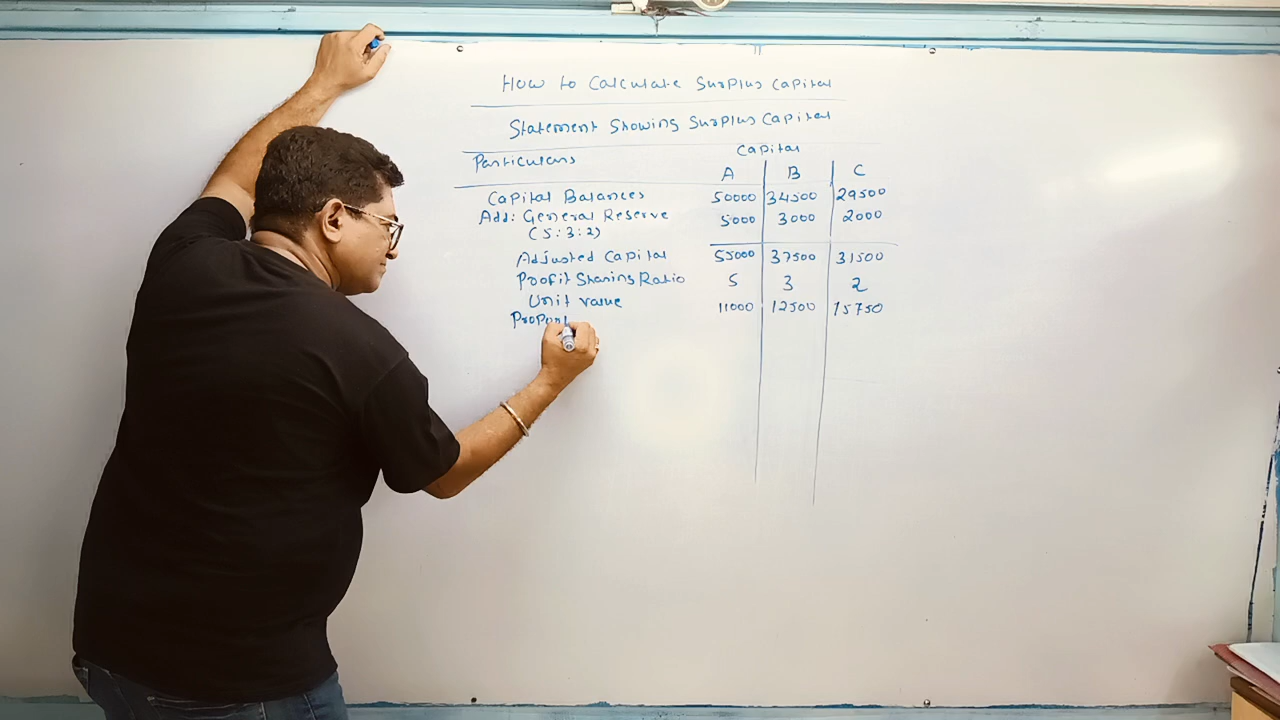 How to Calculate Surplus Capital
Statement Showing Surplus Capital
Particulars Capital
A B C
Capital Balances 50000 34500 29500
Add: General Reserve 5000 3000 2000
(5:3:2)
Adjusted Capital 55000 37500 31500
Profit Sharing Ratio 5 3 2
Unit Value 11000 12500 15750
Proport